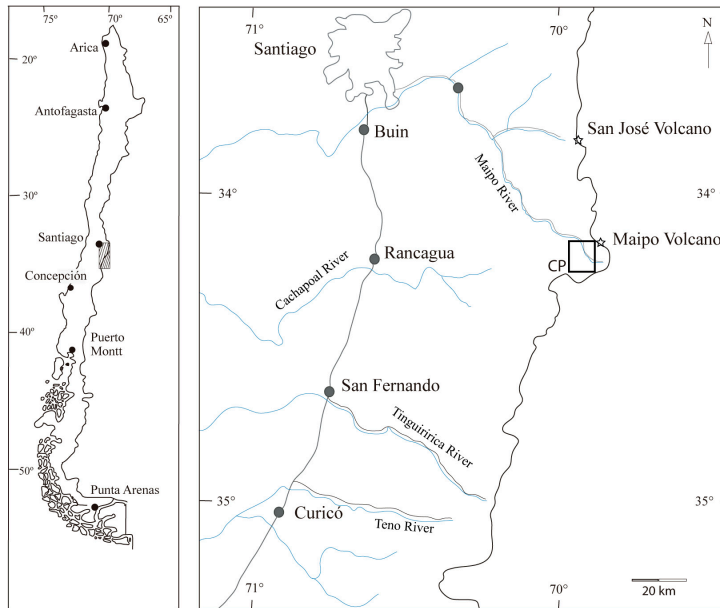 75° 70° 65°
Arica
20°
Antofagasta
30°
Santiago
Concepción
40°
Puerto
Montt
50°
Punta Arenas
71° 70°
Santiago
N
Buin
San José Volcano
Maipo River
34° 34°
Maipo Volcano
Rancagua
CP
Cachapoal River
San Fernando
Tinguiririca River
35° 35°
Curicó
Teno River
71° 70°
20 km